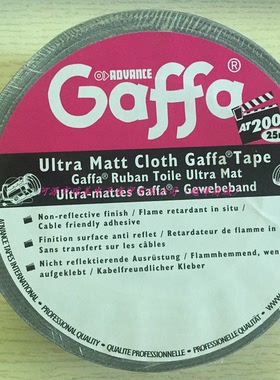 ADVANCE
Gaffa®
AT200
Ultra Matt Cloth Gaffa® Tape
Gaffa® Ruban Toile Ultra Mat
Ultra-mattes Gaffa® Gewebeband
Non-reflective finish / Flame retardant in situ /
Cable friendly adhesive
Finition surface anti reflet / Retardateur de flamme in
Sans transfert sur les câbles
Nicht reflektierende Ausrüstung / Flammhemmend, wen
aufgeklebt / Kabelfreundlicher Kleber
ADVANCE TAPES INTERNATIONAL • PROFESSIONAL QUALITY • QUALITE PROFESSIONNELLE • PROFESSIONELLE QUALITÄT • WWW.